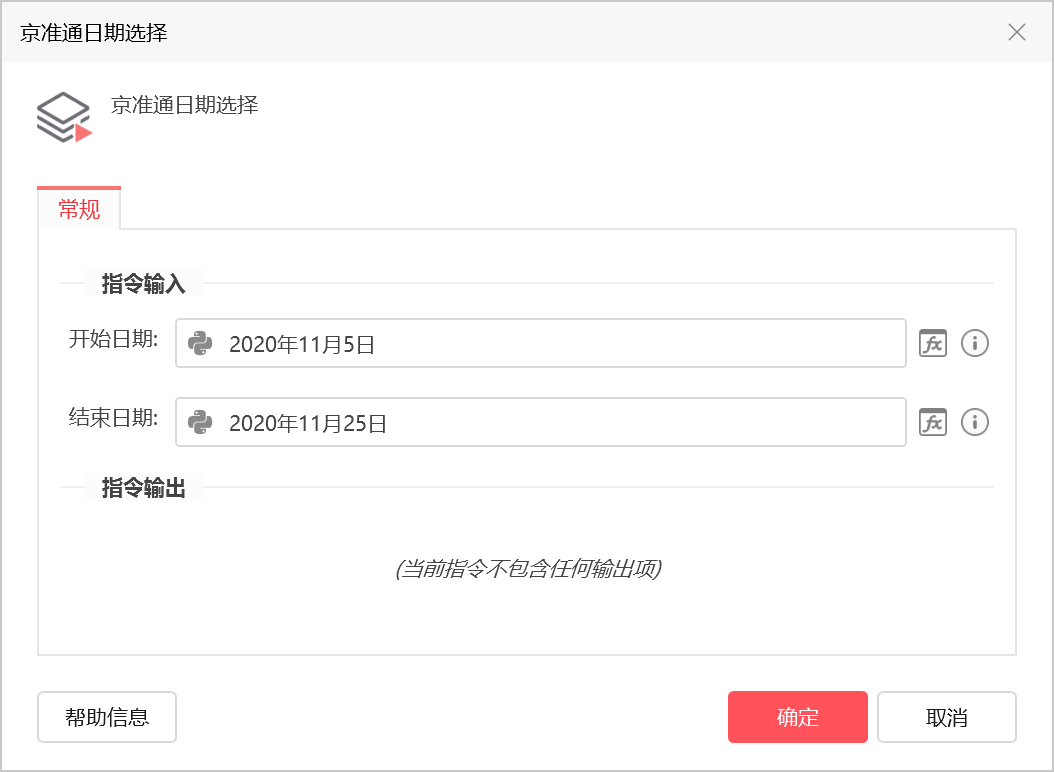 京准通日期选择
京准通日期选择
常规
指令输入
开始日期:
2020年11月5日
fx
结束日期:
2020年11月25日
fx
指令输出
(当前指令不包含任何输出项)
帮助信息
确定
取消